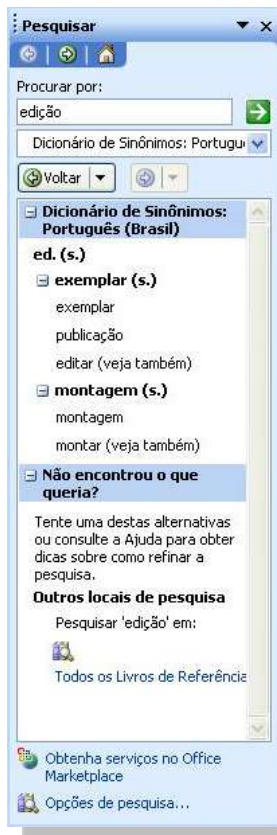 Pesquisar
Procurar por:
edição
Dicionário de Sinônimos: Portugu
Voltar
Dicionário de Sinônimos:
Português (Brasil)
ed. (s.)
exemplar (s.)
exemplar
publicação
editar (veja também)
montagem (s.)
montagem
montar (veja também)
Não encontrou o que
queria?
Tente uma destas alternativas
ou consulte a Ajuda para obter
dicas sobre como refinar a
pesquisa.
Outros locais de pesquisa
Pesquisar 'edição' em:
Todos os Livros de Referência
Obtenha serviços no Office
Marketplace
Opções de pesquisa...